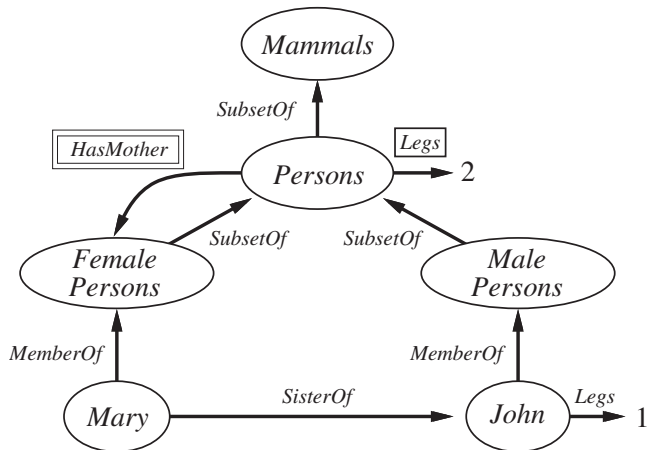 Mammals
SubsetOf
HasMother
Legs
Persons
2
SubsetOf
SubsetOf
Female
Persons
Male
Persons
MemberOf
MemberOf
Mary
SisterOf
John
Legs
1